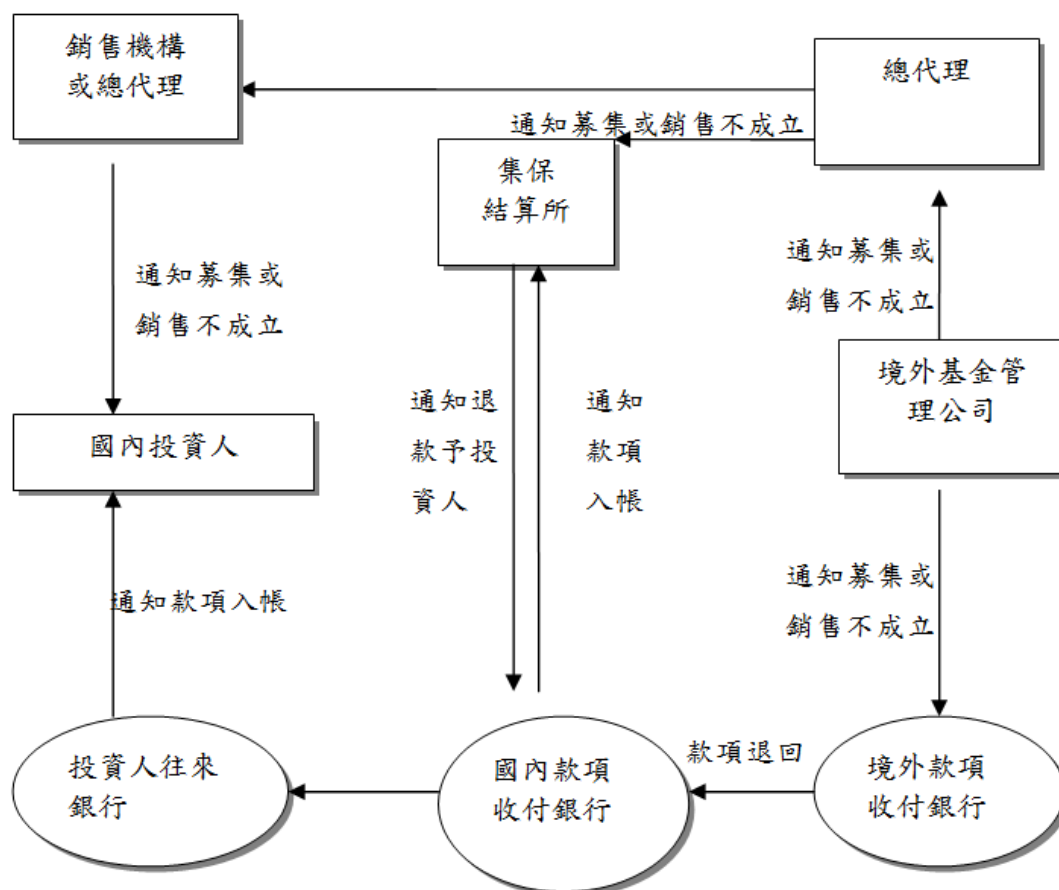 銷售機構
或總代理
總代理
通知募集或銷售不成立
集保
結算所
通知募集或
銷售不成立
通知募集或
銷售不成立
境外基金管
理公司
通知退
款予投
資人
通知
款項
入帳
國內投資人
通知募集或
銷售不成立
通知款項入帳
款項退回
投資人往來
銀行
國內款項
收付銀行
境外款項
收付銀行